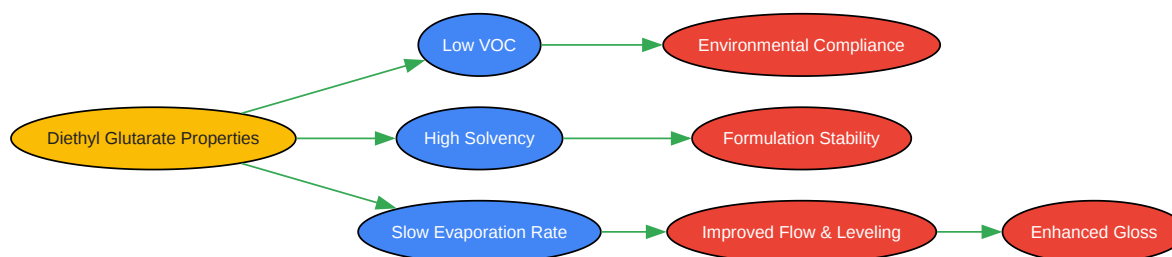 Low VOC
Environmental Compliance
Diethyl Glutarate Properties
High Solvency
Formulation Stability
Slow Evaporation Rate
Improved Flow & Leveling
Enhanced Gloss